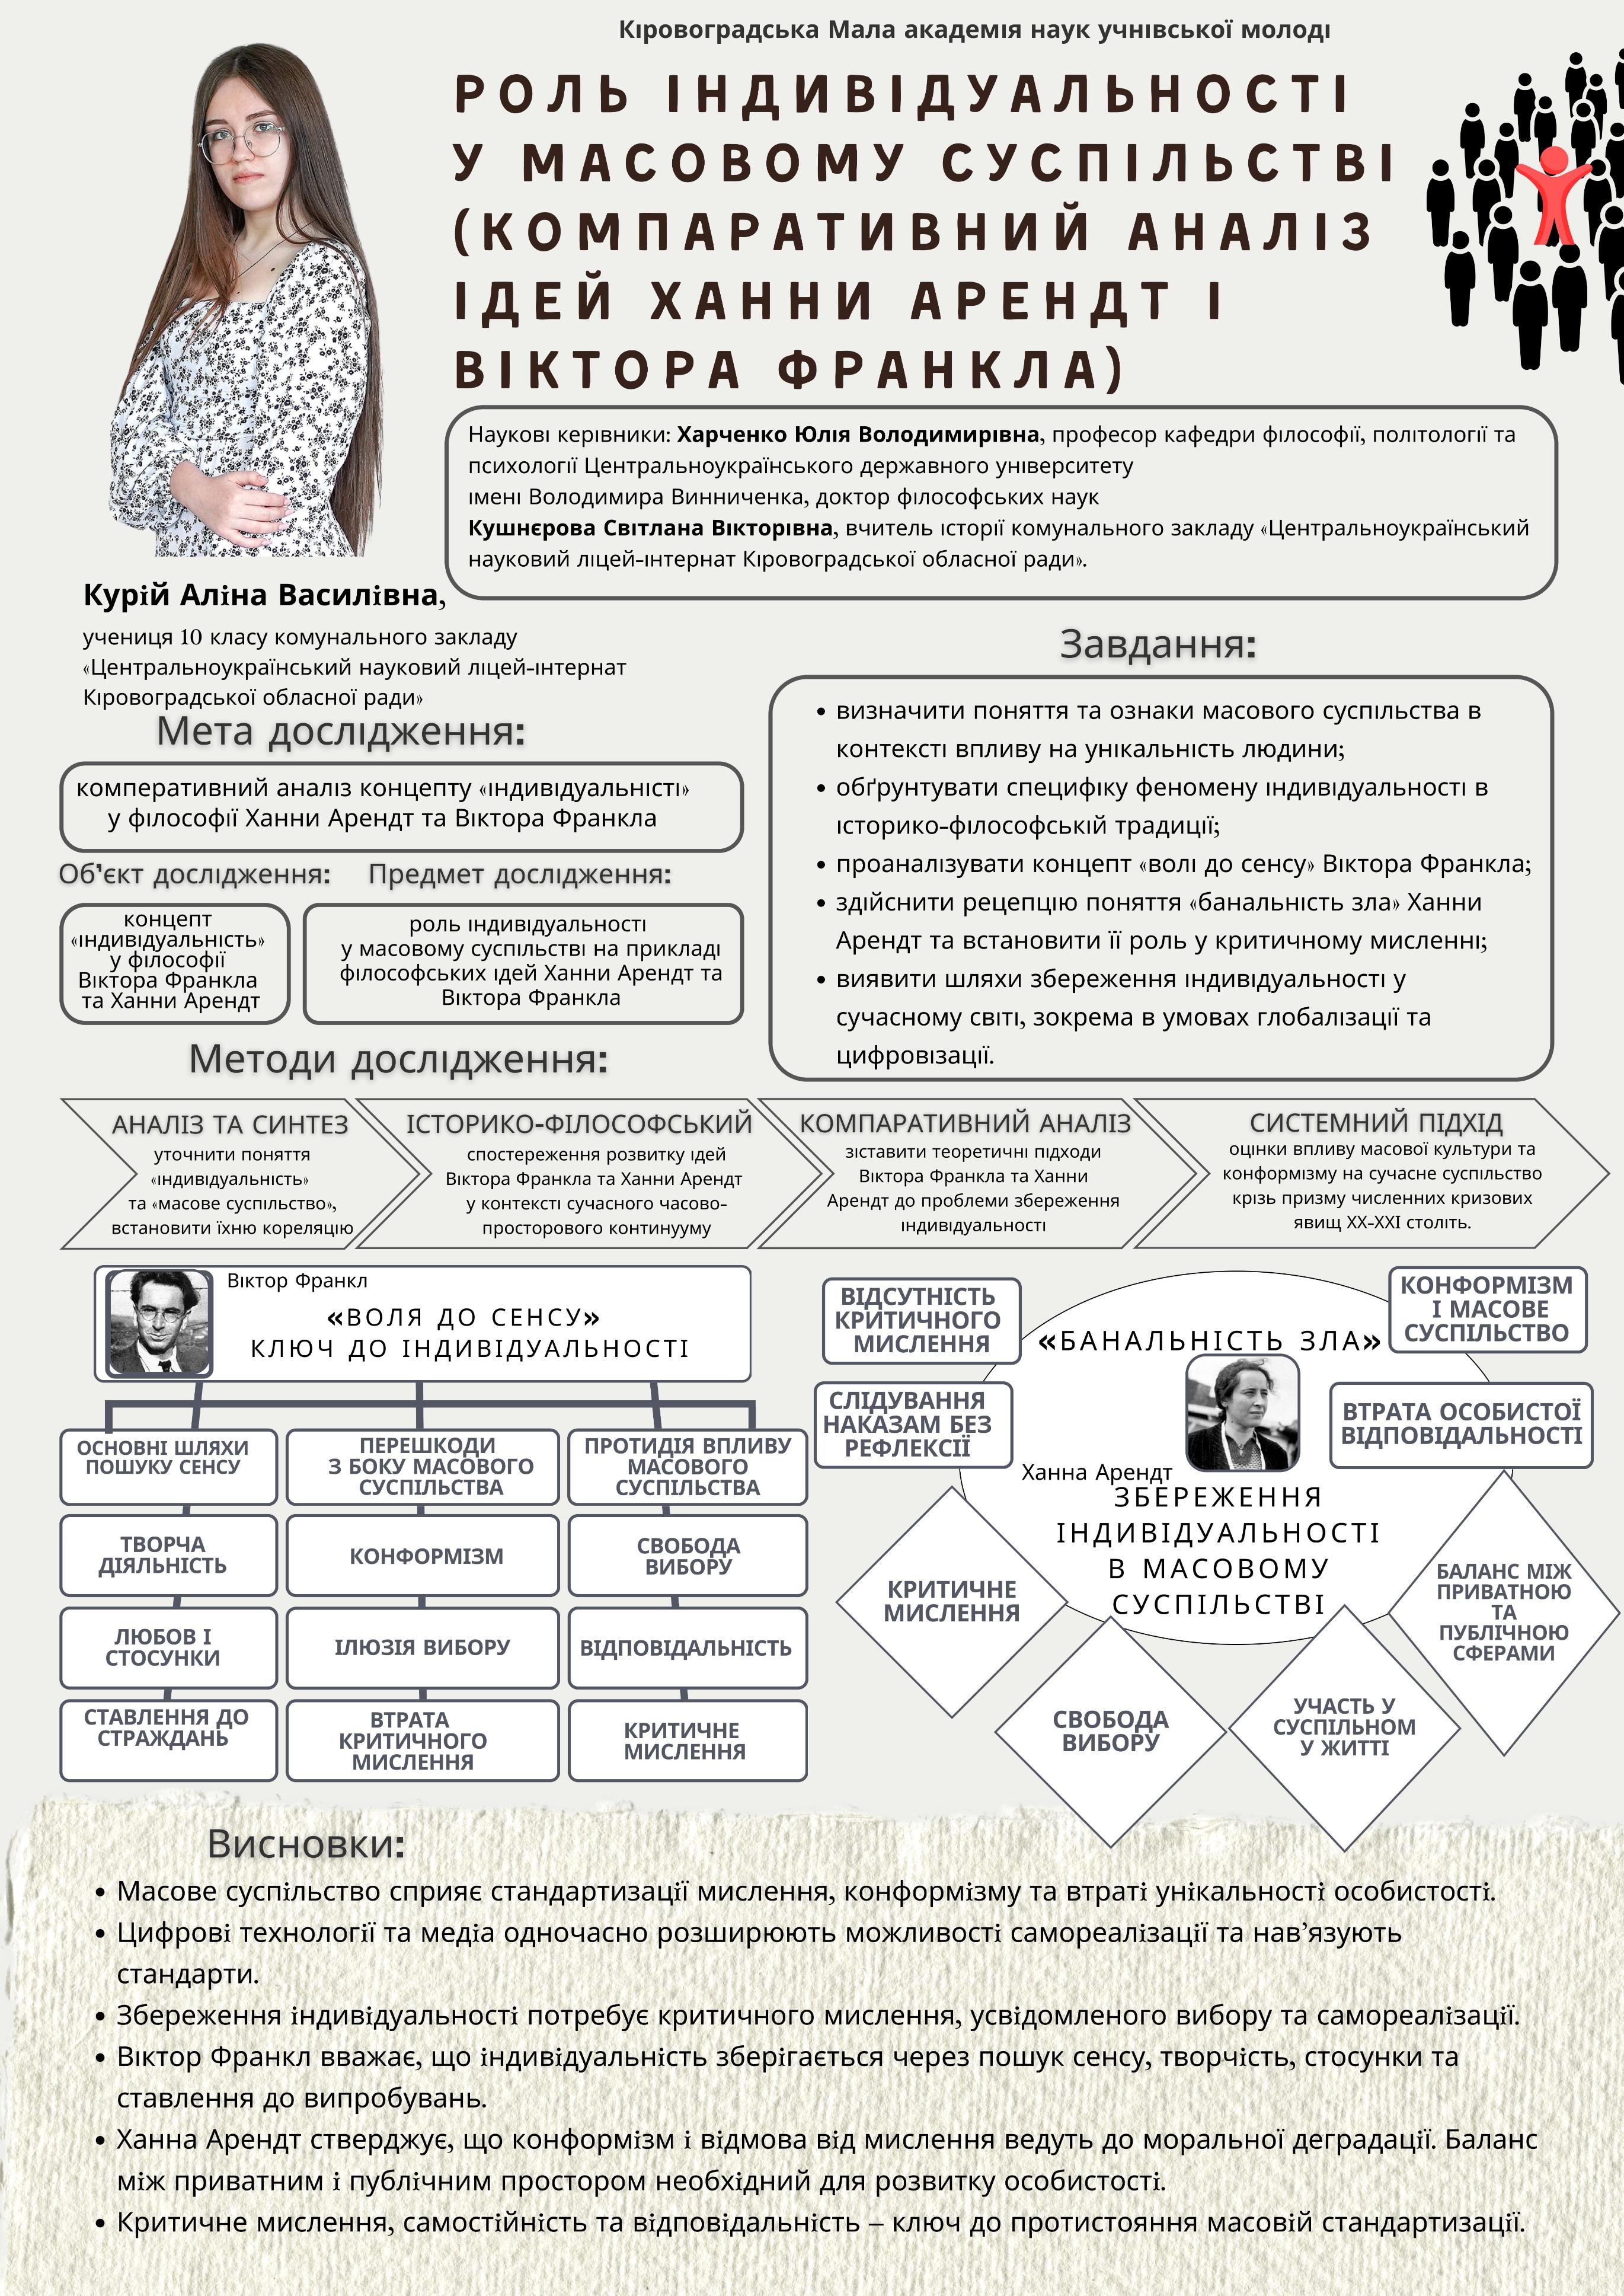 Кіровоградська Мала академія наук учнівської молоді
РОЛЬ ІНДИВІДУАЛЬНОСТІ
У МАСОВОМУ СУСПІЛЬСТВІ
(КОМПАРАТИВНИЙ АНАЛІЗ
ІДЕЙ ХАННИ АРЕНДТ І
ВІКТОРА ФРАНКЛА)
Наукові керівники: Харченко Юлія Володимирівна, професор кафедри філософії, політології та
психології Центральноукраїнського державного університету
імені Володимира Винниченка, доктор філософських наук
Кушнєрова Світлана Вікторівна, вчитель історії комунального закладу «Центральноукраїнський
науковий ліцей-інтернат Кіровоградської обласної ради».
Курій Аліна Василівна,
учениця 10 класу комунального закладу
«Центральноукраїнський науковий ліцей-інтернат
Кіровоградської обласної ради»
Мета дослідження:
комперативний аналіз концепту «індивідуальністі»
у філософії Ханни Арендт та Віктора Франкла
Об'єкт дослідження:
концепт
«індивідуальність»
у філософії
Віктора Франкла
та Ханни Арендт
Предмет дослідження:
роль індивідуальності
у масовому суспільстві на прикладі
філософських ідей Ханни Арендт та
Віктора Франкла
Завдання:
• визначити поняття та ознаки масового суспільства в
контексті впливу на унікальність людини;
• обґрунтувати специфіку феномену індивідуальності в
історико-філософській традиції;
• проаналізувати концепт «волі до сенсу» Віктора Франкла;
• здійснити рецепцію поняття «банальність зла» Ханни
Арендт та встановити її роль у критичному мисленні;
• виявити шляхи збереження індивідуальності у
сучасному світі, зокрема в умовах глобалізації та
цифровізації.
Методи дослідження:
АНАЛІЗ ТА СИНТЕЗ
уточнити поняття
«індивідуальність»
та «масове суспільство»,
встановити їхню кореляцію
ІСТОРИКО-ФІЛОСОФСЬКИЙ
спостереження розвитку ідей
Віктора Франкла та Ханни Арендт
у контексті сучасного часово-
просторового континууму
КОМПАРАТИВНИЙ АНАЛІЗ
зіставити теоретичні підходи
Віктора Франкла та Ханни
Арендт до проблеми збереження
індивідуальності
СИСТЕМНИЙ ПІДХІД
оцінки впливу масової культури та
конформізму на сучасне суспільство
крізь призму численних кризових
явищ ХХ-ХХІ століть.
Віктор Франкл
«ВОЛЯ ДО СЕНСУ»
КЛЮЧ ДО ІНДИВІДУАЛЬНОСТІ
ОСНОВНІ ШЛЯХИ
ПОШУКУ СЕНСУ
ТВОРЧА
ДІЯЛЬНІСТЬ
ЛЮБОВ І
СТОСУНКИ
СТАВЛЕННЯ ДО
СТРАЖДАНЬ
ПЕРЕШКОДИ
З БОКУ МАСОВОГО
СУСПІЛЬСТВА
КОНФОРМІЗМ
ІЛЮЗІЯ ВИБОРУ
ВТРАТА
КРИТИЧНОГО
МИСЛЕННЯ
ПРОТИДІЯ ВПЛИВУ
МАСОВОГО
СУСПІЛЬСТВА
СВОБОДА
ВИБОРУ
ВІДПОВІДАЛЬНІСТЬ
КРИТИЧНЕ
МИСЛЕННЯ
ВІДСУТНІСТЬ
КРИТИЧНОГО
МИСЛЕННЯ
СЛІДУВАННЯ
НАКАЗАМ БЕЗ
РЕФЛЕКСІЇ
«БАНАЛЬНІСТЬ ЗЛА»
КОНФОРМІЗМ
І МАСОВЕ
СУСПІЛЬСТВО
ВТРАТА ОСОБИСТОЇ
ВІДПОВІДАЛЬНОСТІ
Ханна Арендт
ЗБЕРЕЖЕННЯ
ІНДИВІДУАЛЬНОСТІ
В МАСОВОМУ
СУСПІЛЬСТВІ
КРИТИЧНЕ
МИСЛЕННЯ
СВОБОДА
ВИБОРУ
УЧАСТЬ У
СУСПІЛЬНОМ
У ЖИТТІ
БАЛАНС МІЖ
ПРИВАТНОЮ
ТА
ПУБЛІЧНОЮ
СФЕРАМИ
Висновки:
• Масове суспільство сприяє стандартизації мислення, конформізму та втраті унікальності особистості.
• Цифрові технології та медіа одночасно розширюють можливості самореалізації та нав’язують
стандарти.
• Збереження індивідуальності потребує критичного мислення, усвідомленого вибору та самореалізації.
• Віктор Франкл вважає, що індивідуальність зберігається через пошук сенсу, творчість, стосунки та
ставлення до випробувань.
• Ханна Арендт стверджує, що конформізм і відмова від мислення ведуть до моральної деградації. Баланс
між приватним і публічним простором необхідний для розвитку особистості.
• Критичне мислення, самостійність та відповідальність – ключ до протистояння масовій стандартизації.